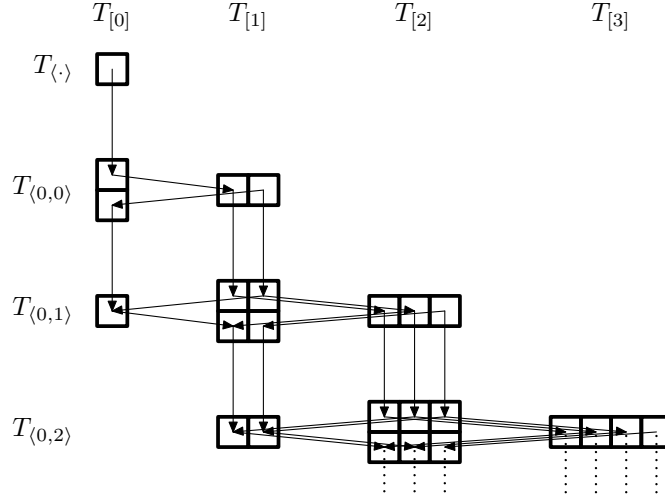 T[0] T[1] T[2] T[3]
T⟨·⟩
T⟨0,0⟩
T⟨0,1⟩
T⟨0,2⟩